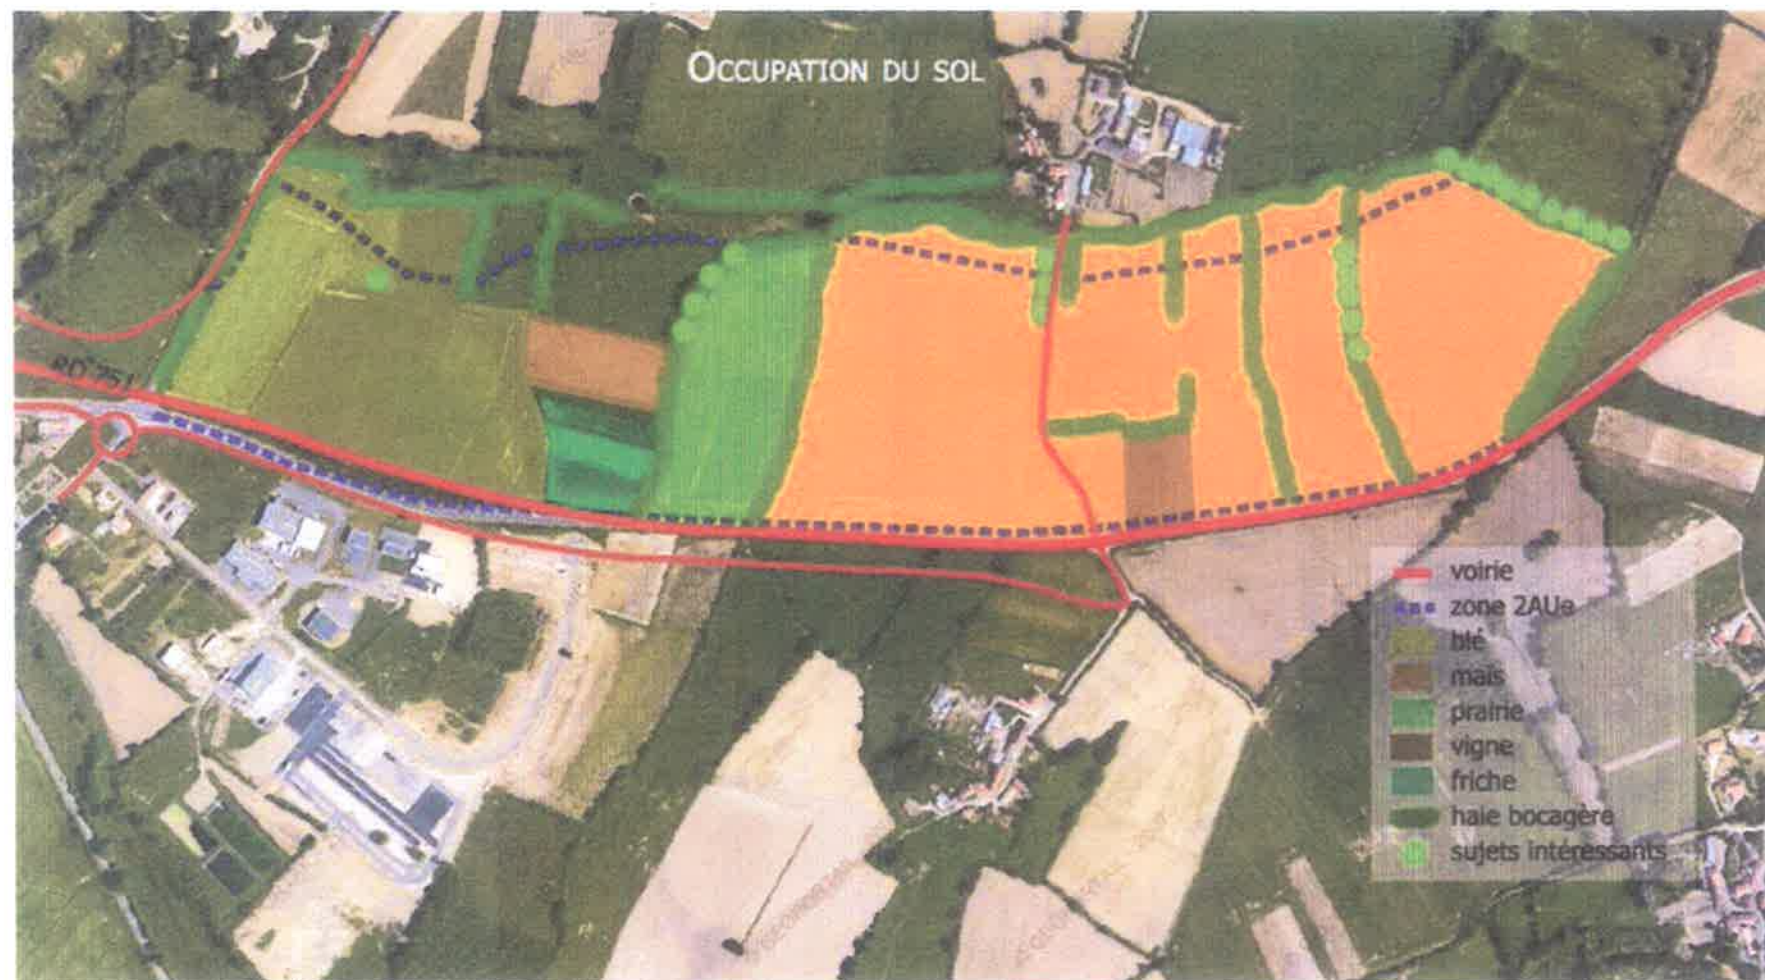 OCCUPATION DU SOL
RD 751
voirie
zone 2AUe
blé
maïs
prairie
vigne
friche
haie bocagère
sujets intéressants